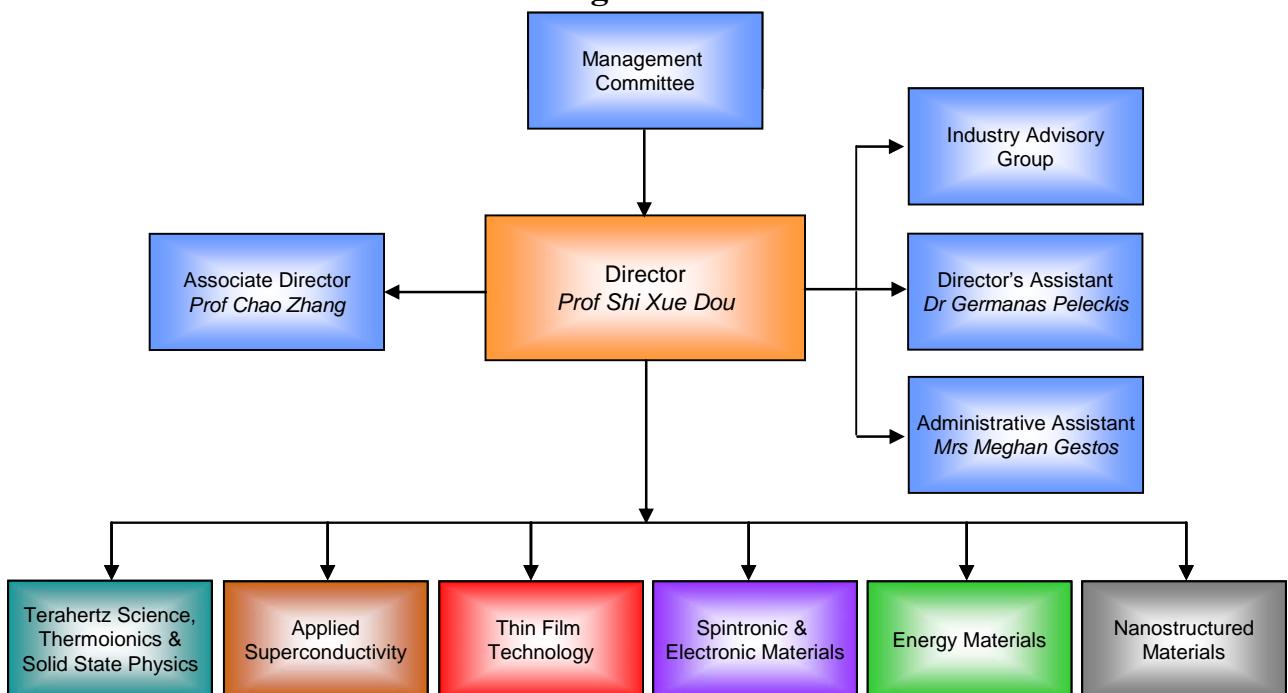 Management
Committee
Industry Advisory
Group
Associate Director
Prof Chao Zhang
Director
Prof Shi Xue Dou
Director’s Assistant
Dr Germanas Peleckis
Administrative Assistant
Mrs Meghan Gestos
Terahertz Science,
Thermoionics &
Solid State Physics
Applied
Superconductivity
Thin Film
Technology
Spintronic &
Electronic Materials
Energy Materials
Nanostructured
Materials